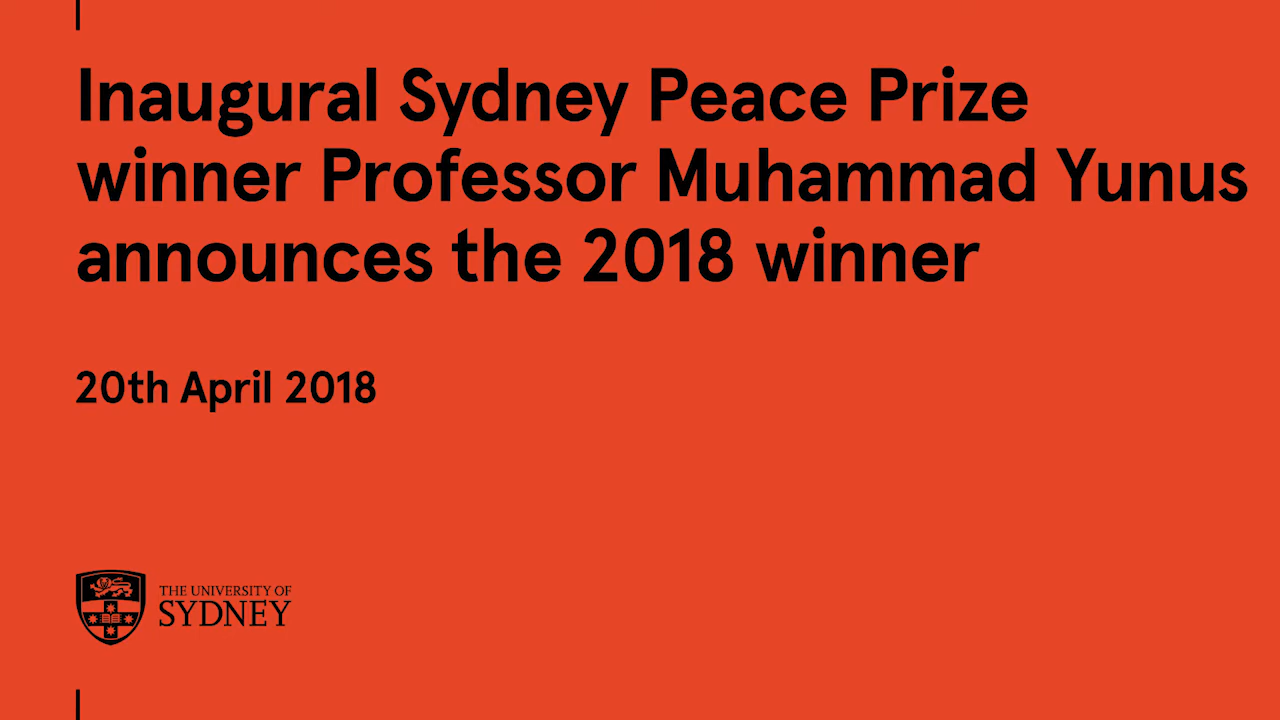 Inaugural Sydney Peace Prize
winner Professor Muhammad Yunus
announces the 2018 winner
20th April 2018
THE UNIVERSITY OF
SYDNEY